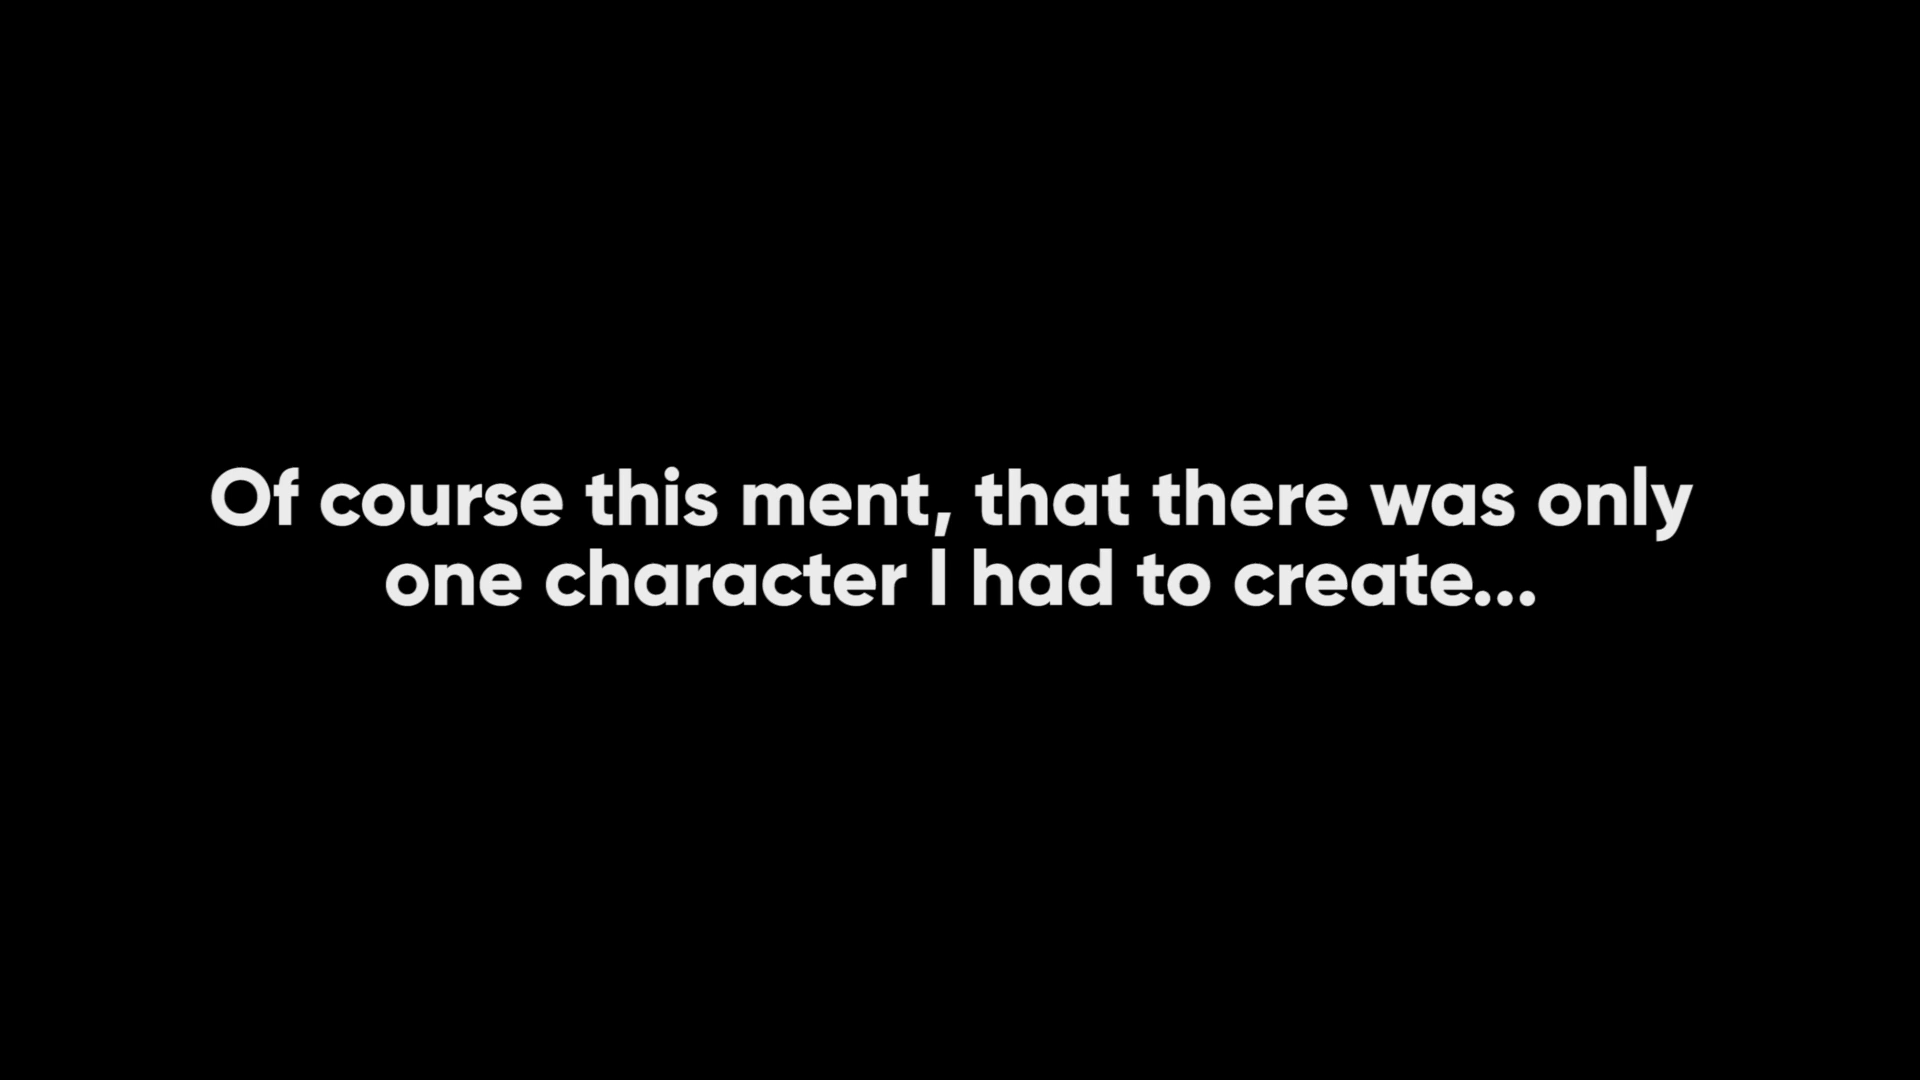 Of course this ment, that there was only
one character I had to create...